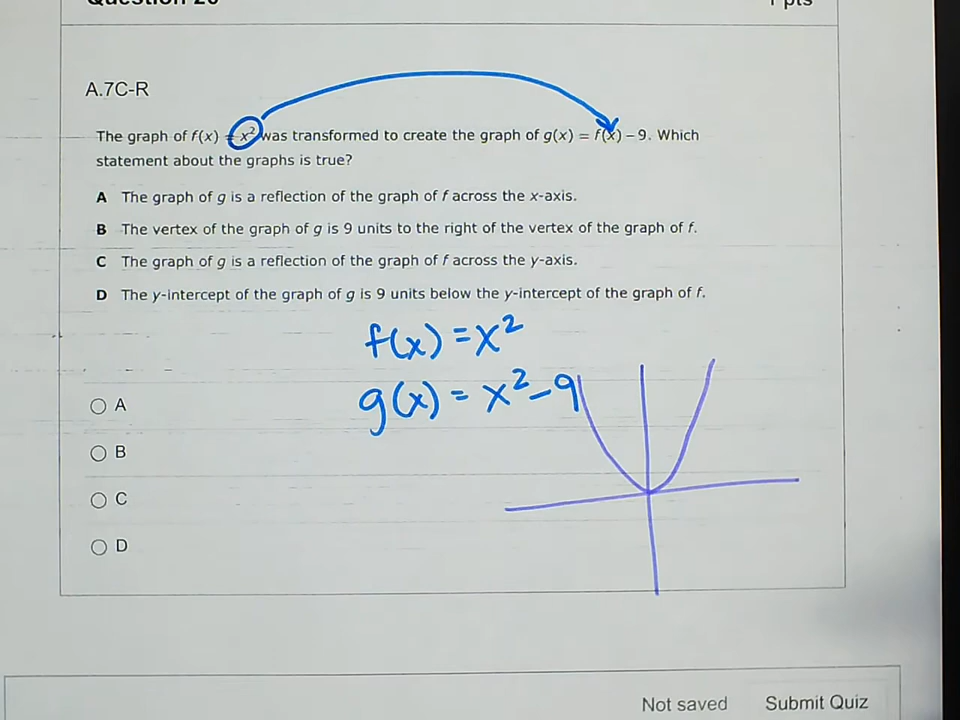 Question 20
1 pts
A.7C-R
The graph of f(x) = x² was transformed to create the graph of g(x) = f(x) − 9. Which
statement about the graphs is true?
A The graph of g is a reflection of the graph of f across the x-axis.
B The vertex of the graph of g is 9 units to the right of the vertex of the graph of f.
C The graph of g is a reflection of the graph of f across the y-axis.
D The y-intercept of the graph of g is 9 units below the y-intercept of the graph of f.
f(x) = x²
g(x) = x² - 9
A
B
C
D
Not saved
Submit Quiz